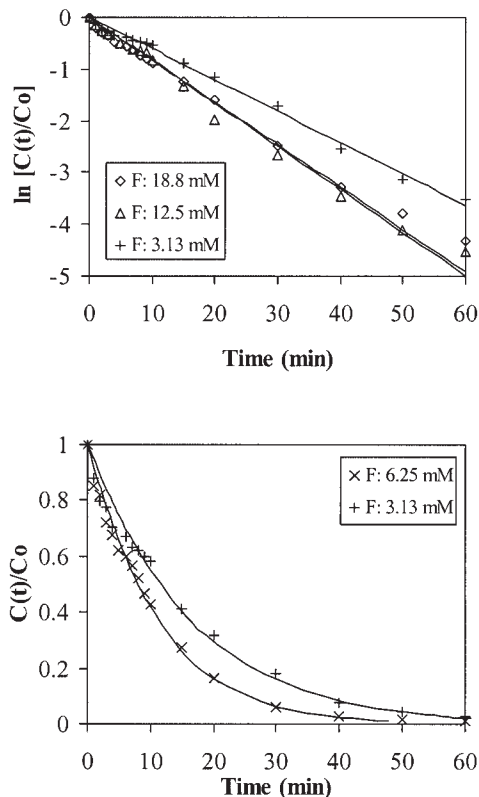 0
-1
-2
-3
-4
-5
ln [C(t)/Co]
F: 18.8 mM
F: 12.5 mM
F: 3.13 mM
0 10 20 30 40 50 60
Time (min)
1
0.8
0.6
0.4
0.2
0
C(t)/Co
F: 6.25 mM
F: 3.13 mM
0 10 20 30 40 50 60
Time (min)